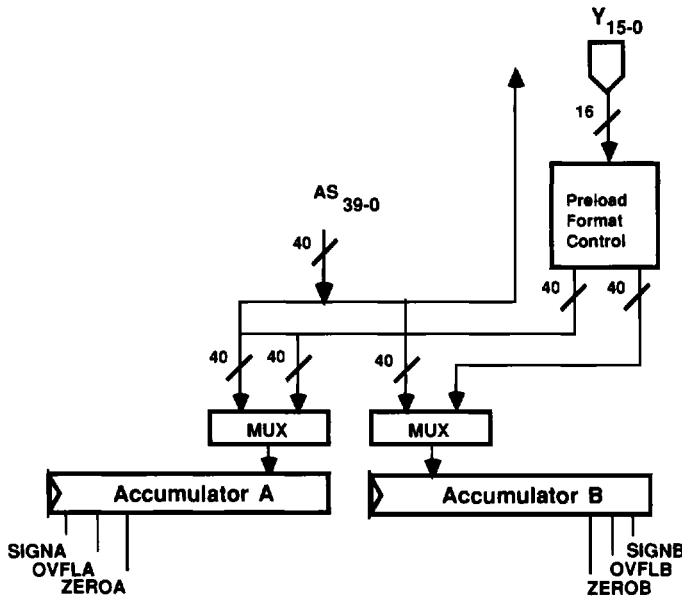 Y15-0
16
Preload
Format
Control
AS39-0
40
40
40
40
40
40
MUX
MUX
Accumulator A
Accumulator B
SIGNA
OVFLA
ZEROA
SIGNB
OVFLB
ZEROB